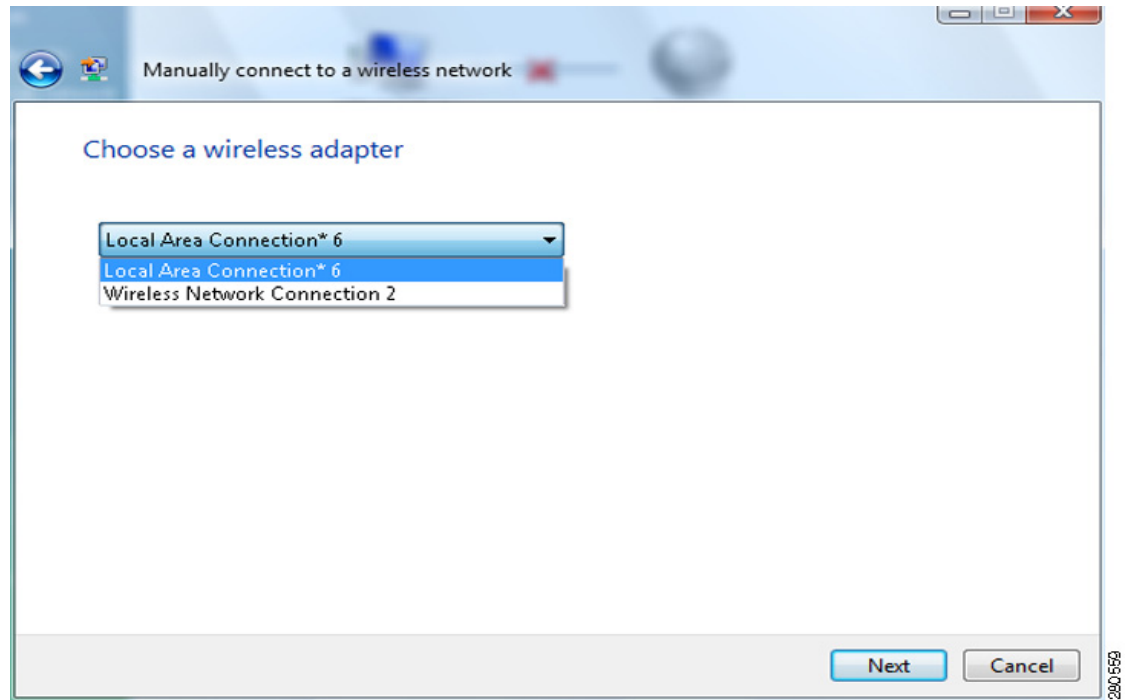 Manually connect to a wireless network
Choose a wireless adapter
Local Area Connection* 6
Local Area Connection* 6
Wireless Network Connection 2
Next
Cancel
280559